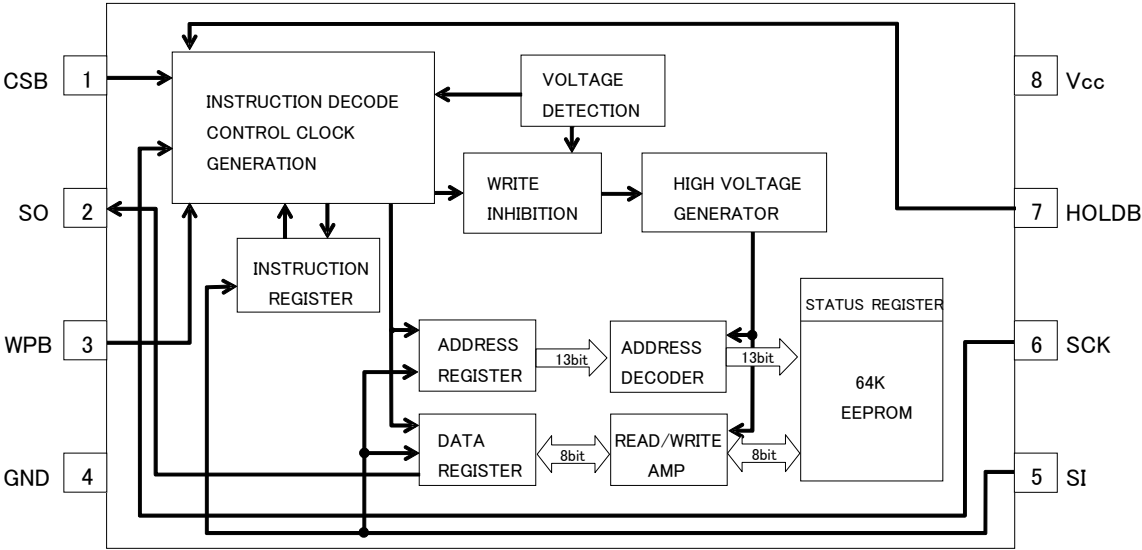 CSB 1
INSTRUCTION DECODE
CONTROL CLOCK
GENERATION
VOLTAGE
DETECTION
8 Vcc
WRITE
INHIBITION
HIGH VOLTAGE
GENERATOR
SO 2
7 HOLDB
INSTRUCTION
REGISTER
STATUS REGISTER
WPB 3
ADDRESS
REGISTER
13bit
ADDRESS
DECODER
13bit
6 SCK
64K
EEPROM
DATA
REGISTER
8bit
READ/WRITE
AMP
8bit
GND 4
5 SI